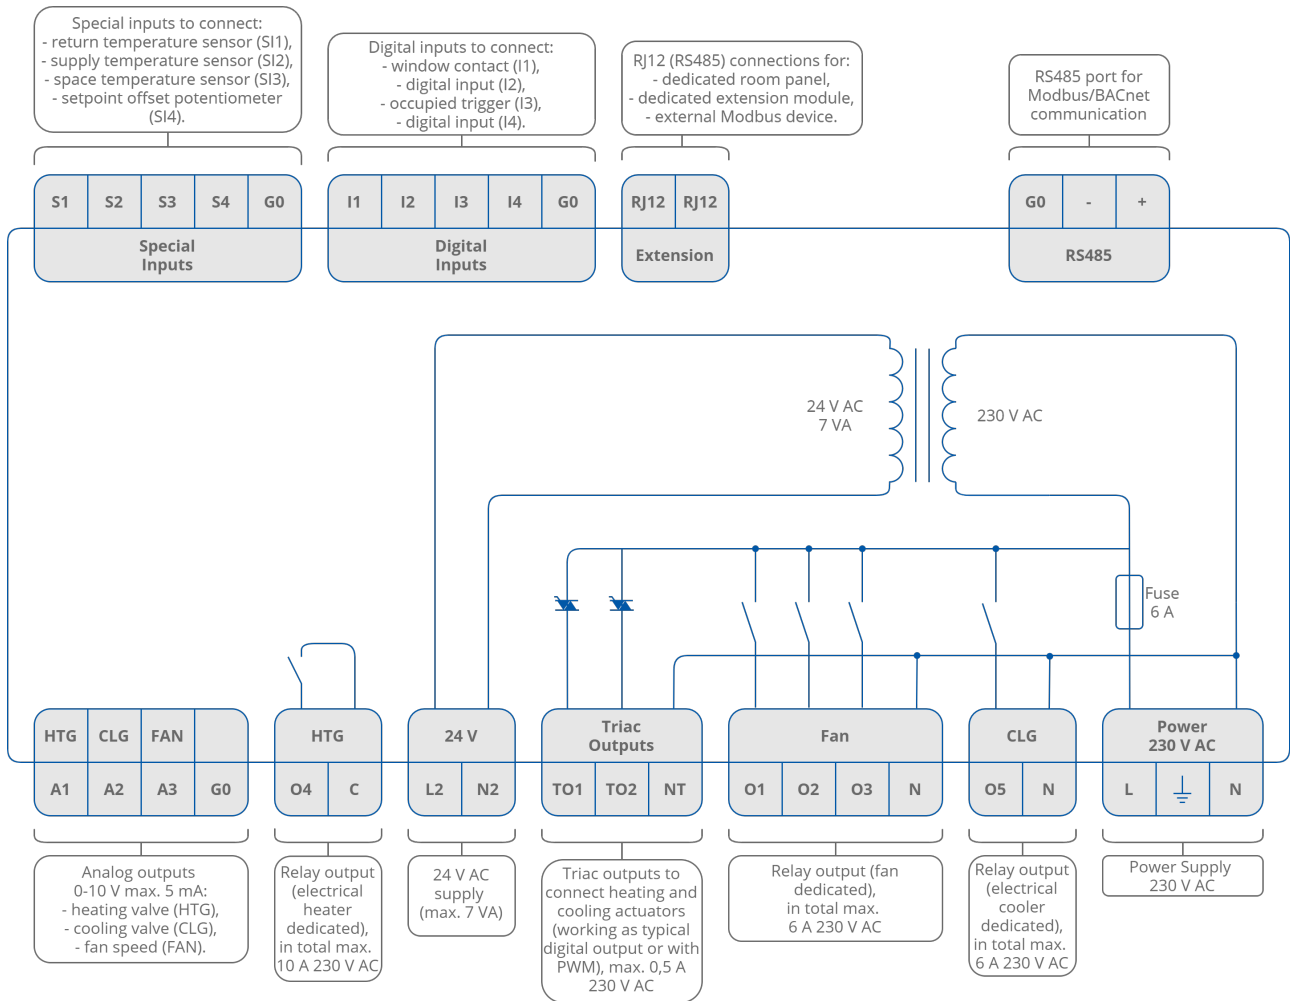 Special inputs to connect:
- return temperature sensor (SI1),
- supply temperature sensor (SI2),
- space temperature sensor (SI3),
- setpoint offset potentiometer
(SI4).
Digital inputs to connect:
- window contact (I1),
- digital input (I2),
- occupied trigger (I3),
- digital input (I4).
RJ12 (RS485) connections for:
- dedicated room panel,
- dedicated extension module,
- external Modbus device.
RS485 port for
Modbus/BACnet
communication
S1 S2 S3 S4 G0
Special
Inputs
I1 I2 I3 I4 G0
Digital
Inputs
RJ12 RJ12
Extension
G0 - +
RS485
24 V AC
7 VA
230 V AC
Fuse
6 A
HTG CLG FAN
A1 A2 A3 G0
HTG
O4 C
24 V
L2 N2
Triac
Outputs
TO1 TO2 NT
Fan
O1 O2 O3 N
CLG
O5 N
Power
230 V AC
L N
Analog outputs
0-10 V max. 5 mA:
- heating valve (HTG),
- cooling valve (CLG),
- fan speed (FAN).
Relay output
(electrical
heater
dedicated),
in total max.
10 A 230 V AC
24 V AC
supply
(max. 7 VA)
Triac outputs to
connect heating and
cooling actuators
(working as typical
digital output or with
PWM), max. 0,5 A
230 V AC
Relay output (fan
dedicated),
in total max.
6 A 230 V AC
Relay output
(electrical
cooler
dedicated),
in total max.
6 A 230 V AC
Power Supply
230 V AC